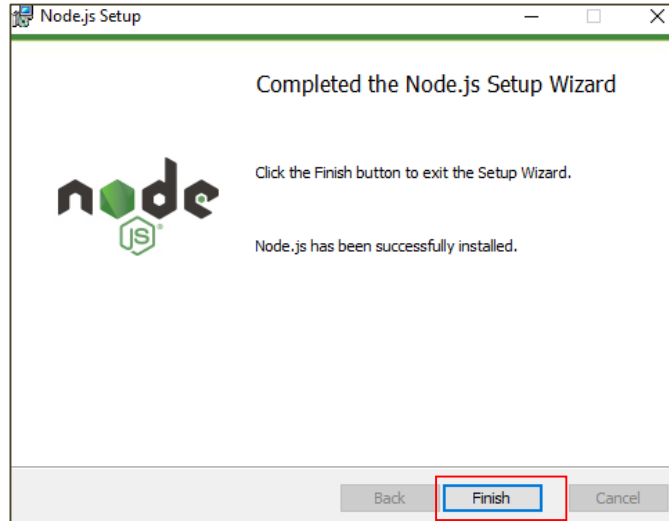 Node.js Setup
Completed the Node.js Setup Wizard
Click the Finish button to exit the Setup Wizard.
node
JS
Node.js has been successfully installed.
Back Finish Cancel